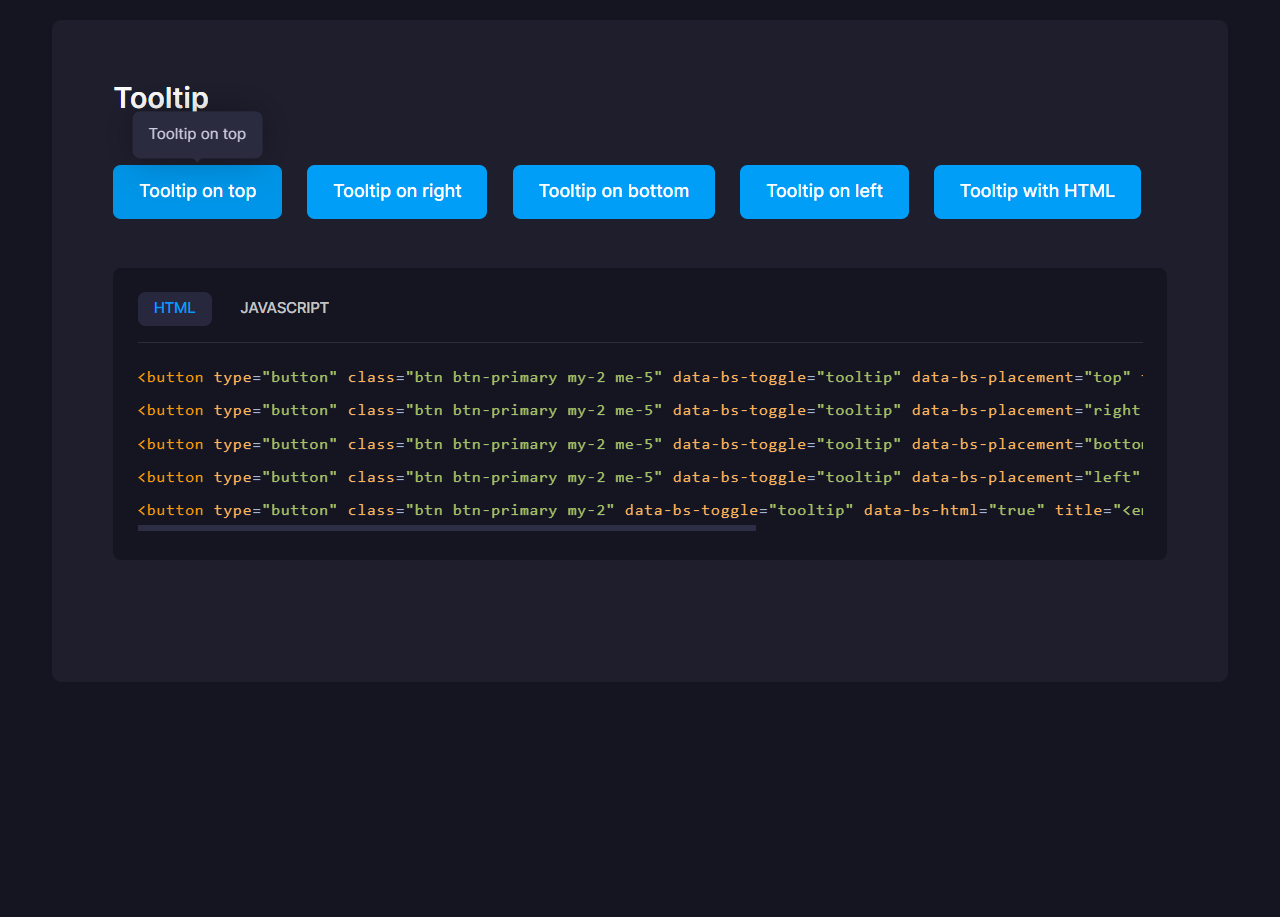 Tooltip
Tooltip on top
Tooltip on top
Tooltip on right
Tooltip on bottom
Tooltip on left
Tooltip with HTML
HTML
JAVASCRIPT
<button type="button" class="btn btn-primary my-2 me-5" data-bs-toggle="tooltip" data-bs-placement="top"
<button type="button" class="btn btn-primary my-2 me-5" data-bs-toggle="tooltip" data-bs-placement="right
<button type="button" class="btn btn-primary my-2 me-5" data-bs-toggle="tooltip" data-bs-placement="bottom
<button type="button" class="btn btn-primary my-2 me-5" data-bs-toggle="tooltip" data-bs-placement="left"
<button type="button" class="btn btn-primary my-2" data-bs-toggle="tooltip" data-bs-html="true" title="<em